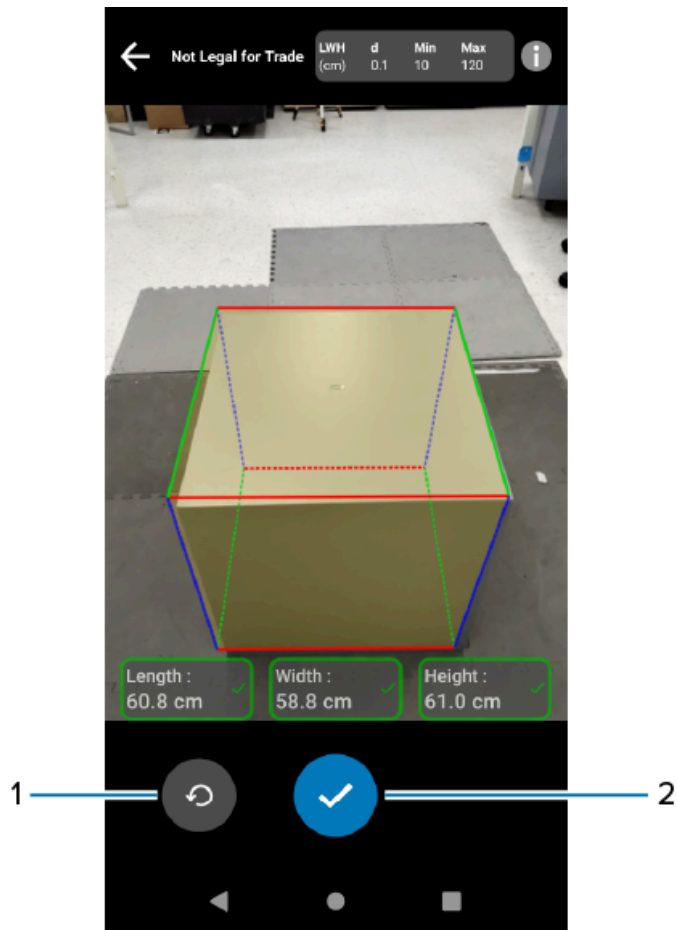 Not Legal for Trade
LWH d Min Max
(cm) 0.1 10 120
i
Length : Width : Height :
60.8 cm 58.8 cm 61.0 cm
1 2